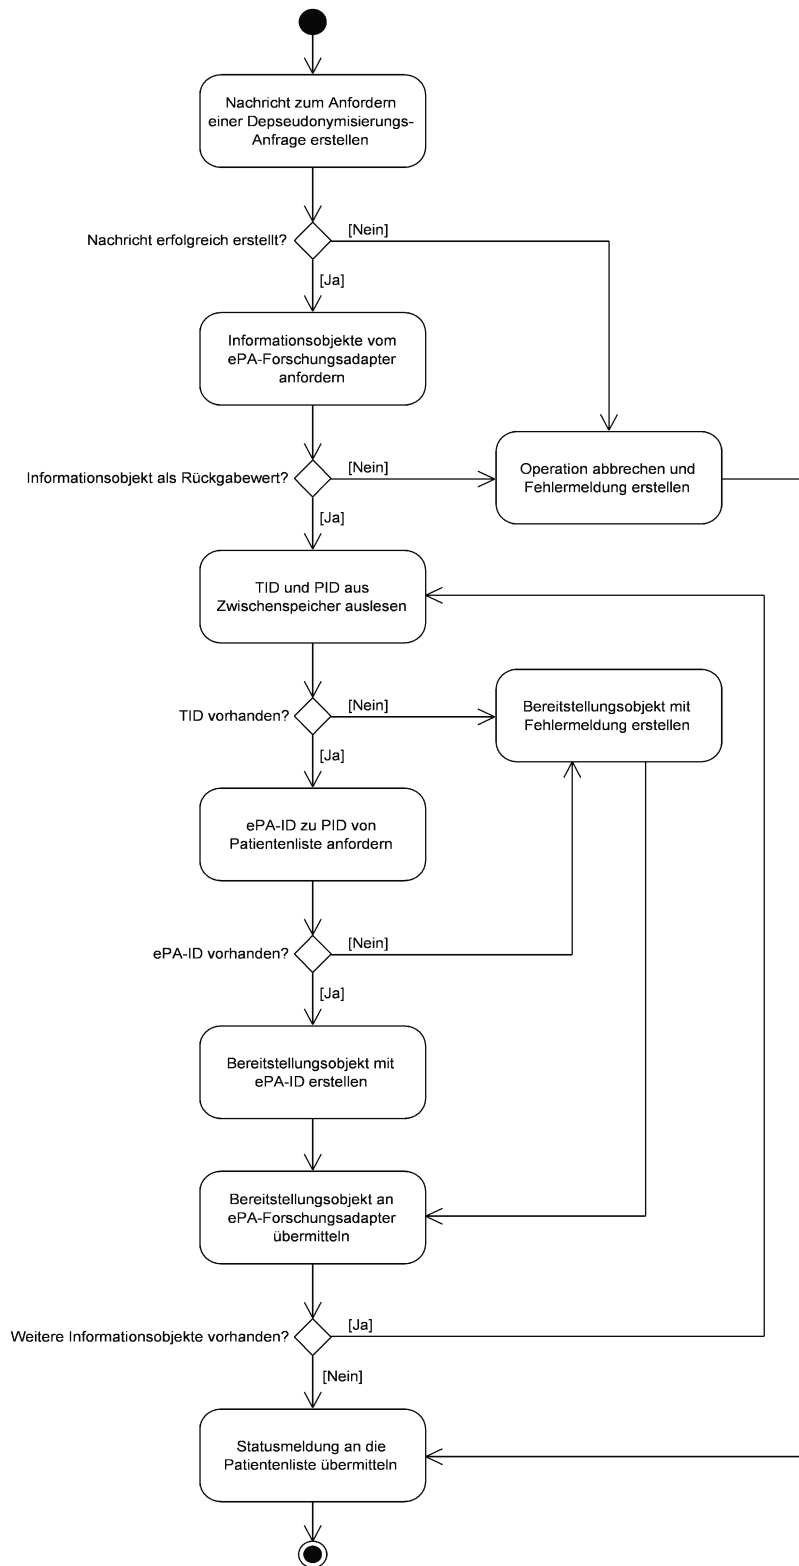 Nachricht zum Anfordern
einer Depseudonymisierungs-
Anfrage erstellen
Nachricht erfolgreich erstellt?
[Nein]
[Ja]
Informationsobjekte vom
ePA-Forschungsadapter
anfordern
Informationsobjekt als Rückgabewert?
[Nein]
Operation abbrechen und
Fehlermeldung erstellen
[Ja]
TID und PID aus
Zwischenspeicher auslesen
TID vorhanden?
[Nein]
Bereitstellungsobjekt mit
Fehlermeldung erstellen
[Ja]
ePA-ID zu PID von
Patientenliste anfordern
ePA-ID vorhanden?
[Nein]
[Ja]
Bereitstellungsobjekt mit
ePA-ID erstellen
Bereitstellungsobjekt an
ePA-Forschungsadapter
übermitteln
Weitere Informationsobjekte vorhanden?
[Ja]
[Nein]
Statusmeldung an die
Patientenliste übermitteln